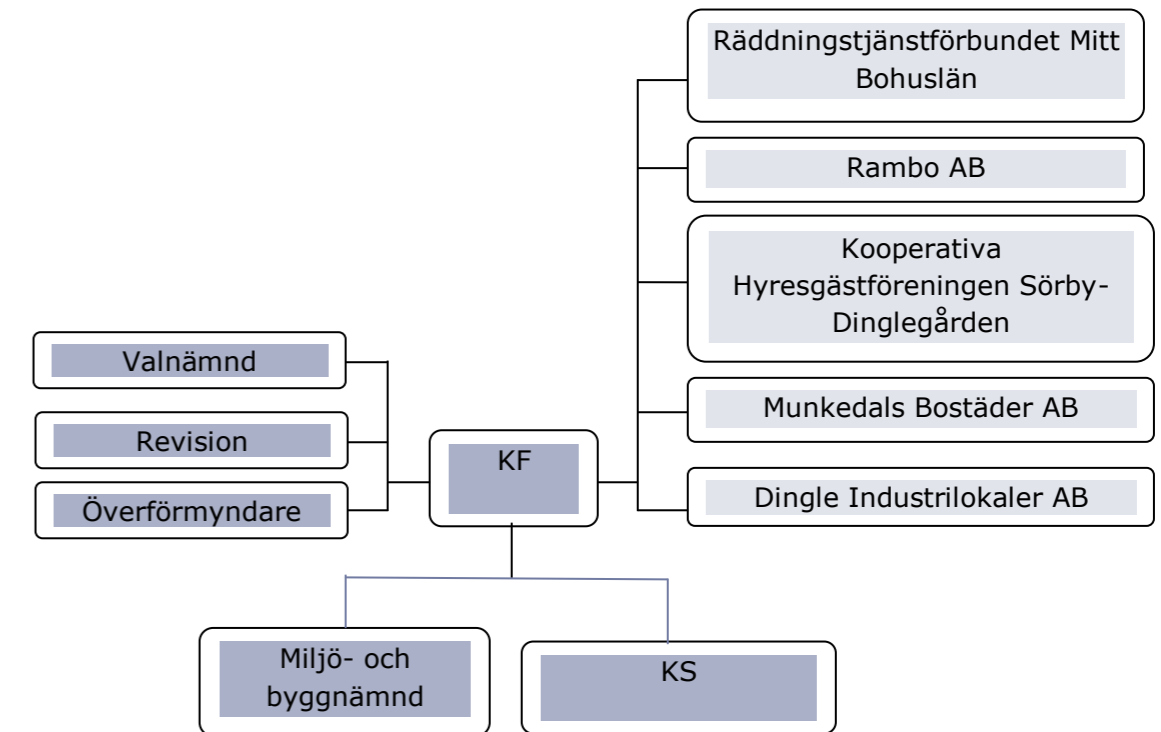 Räddningstjänstförbundet Mitt
Bohuslän
Rambo AB
Kooperativa
Hyresgästföreningen Sörby-
Dinglegården
Valnämnd
Munkedals Bostäder AB
Revision
KF
Dingle Industrilokaler AB
Överförmyndare
Miljö- och
byggnämnd
KS